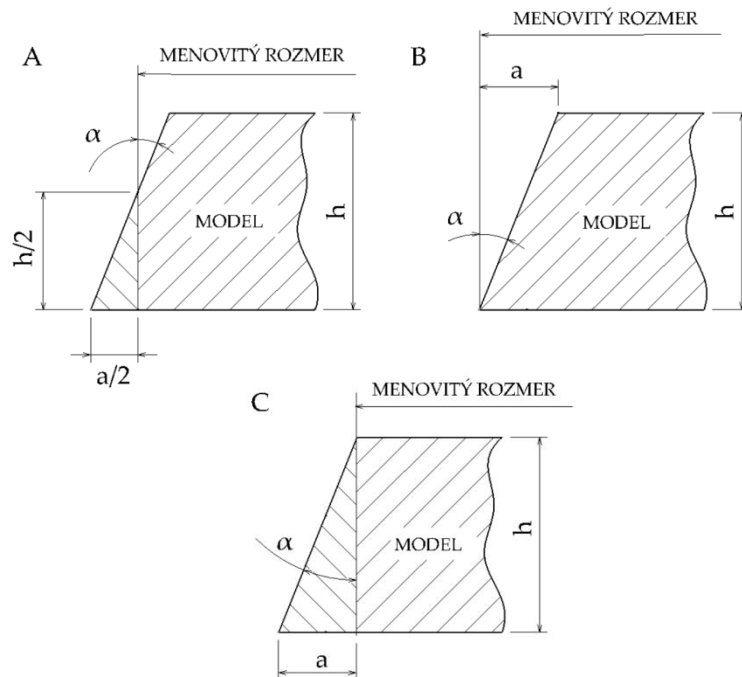 A
MENOVITÝ ROZMER
α
MODEL
h/2
h
a/2
B
MENOVITÝ ROZMER
a
α
MODEL
h
C
MENOVITÝ ROZMER
α
MODEL
h
a